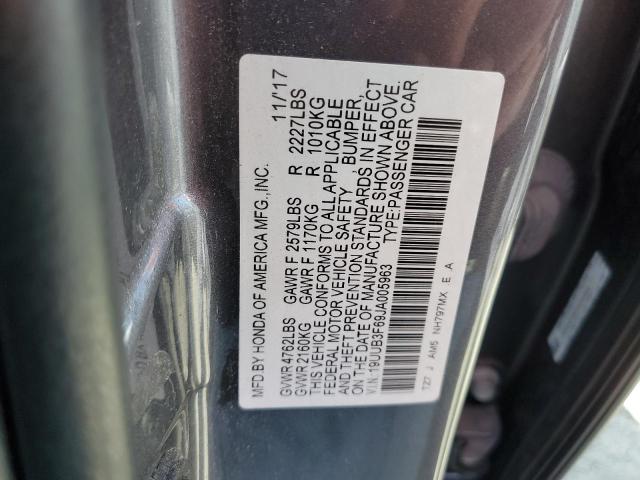 MFD.BY HONDA OF AMERICA MFG.,INC. 11/'17
GVWR 4762LBS GAWR F 2579LBS R 2227LBS
GVWR 2160KG GAWR F 1170KG R 1010KG
THIS VEHICLE CONFORMS TO ALL APPLICABLE
FEDERAL MOTOR VEHICLE SAFETY , BUMPER,
AND THEFT PREVENTION STANDARDS IN EFFECT
ON THE DATE OF MANUFACTURE SHOWN ABOVE.
V.I.N.:19UUB3F69JA005963 TYPE:PASSENGER CAR
TZ7 J AM5 NH797MX E A